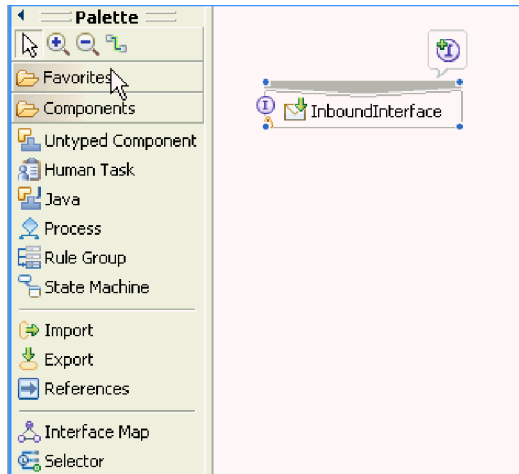 Palette
Favorites
Components
Untyped Component
Human Task
Java
Process
Rule Group
State Machine
Import
Export
References
Interface Map
Selector
I
I InboundInterface